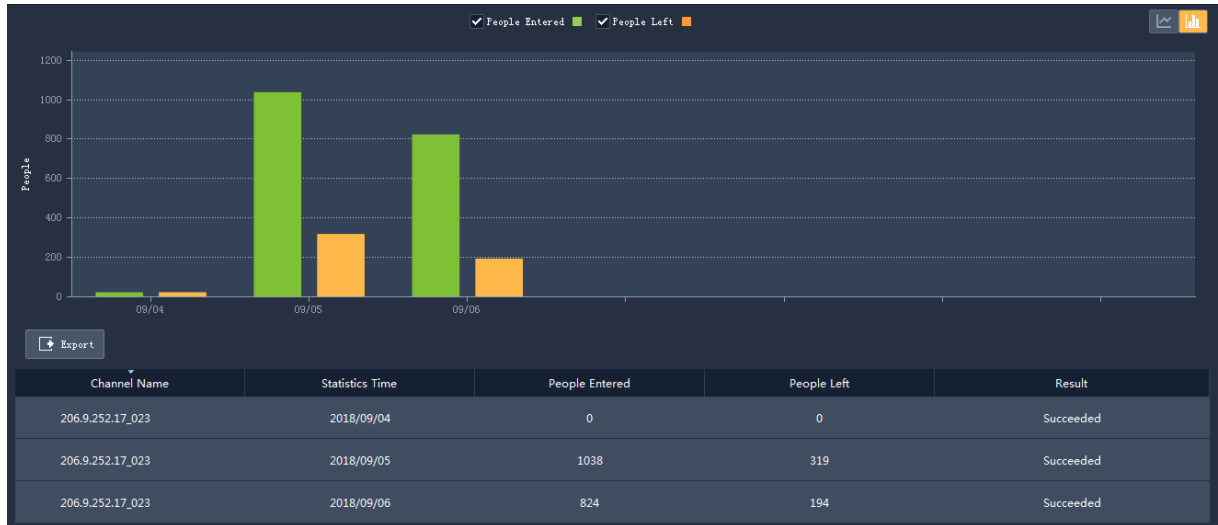 People Entered People Left
1200
1000
800
600
400
200
0
People
09/04 09/05 09/06
Export
Channel Name Statistics Time People Entered People Left Result
206.9.252.17_023 2018/09/04 0 0 Succeeded
206.9.252.17_023 2018/09/05 1038 319 Succeeded
206.9.252.17_023 2018/09/06 824 194 Succeeded